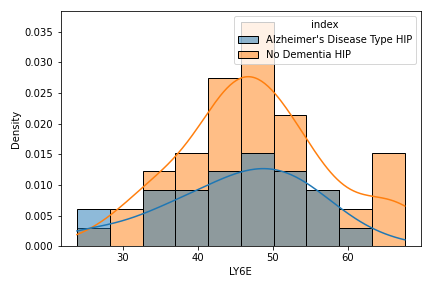 index
Alzheimer's Disease Type HIP
No Dementia HIP
0.035
0.030
0.025
0.020
0.015
0.010
0.005
0.000
Density
30
40
50
60
LY6E